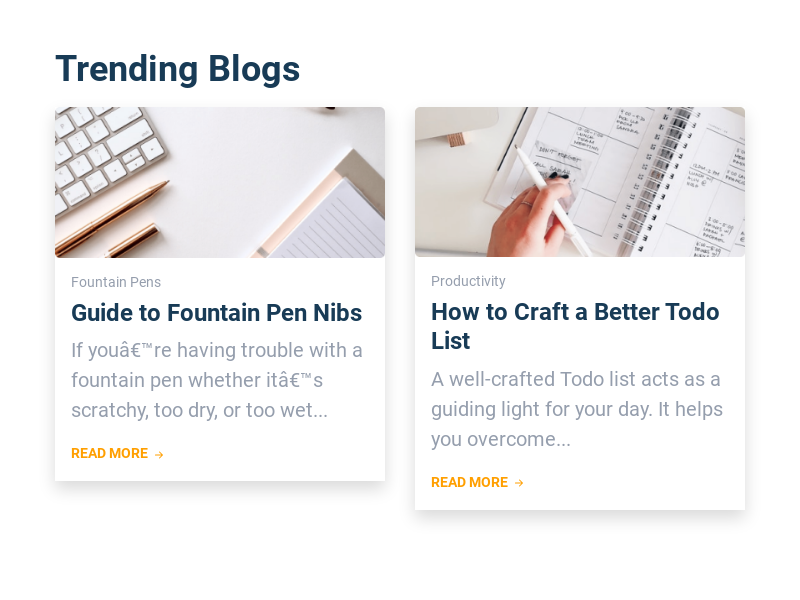 Trending Blogs
Fountain Pens
Guide to Fountain Pen Nibs
If youâ€™re having trouble with a
fountain pen whether itâ€™s
scratchy, too dry, or too wet...
READ MORE →
Productivity
How to Craft a Better Todo
List
A well-crafted Todo list acts as a
guiding light for your day. It helps
you overcome...
READ MORE →